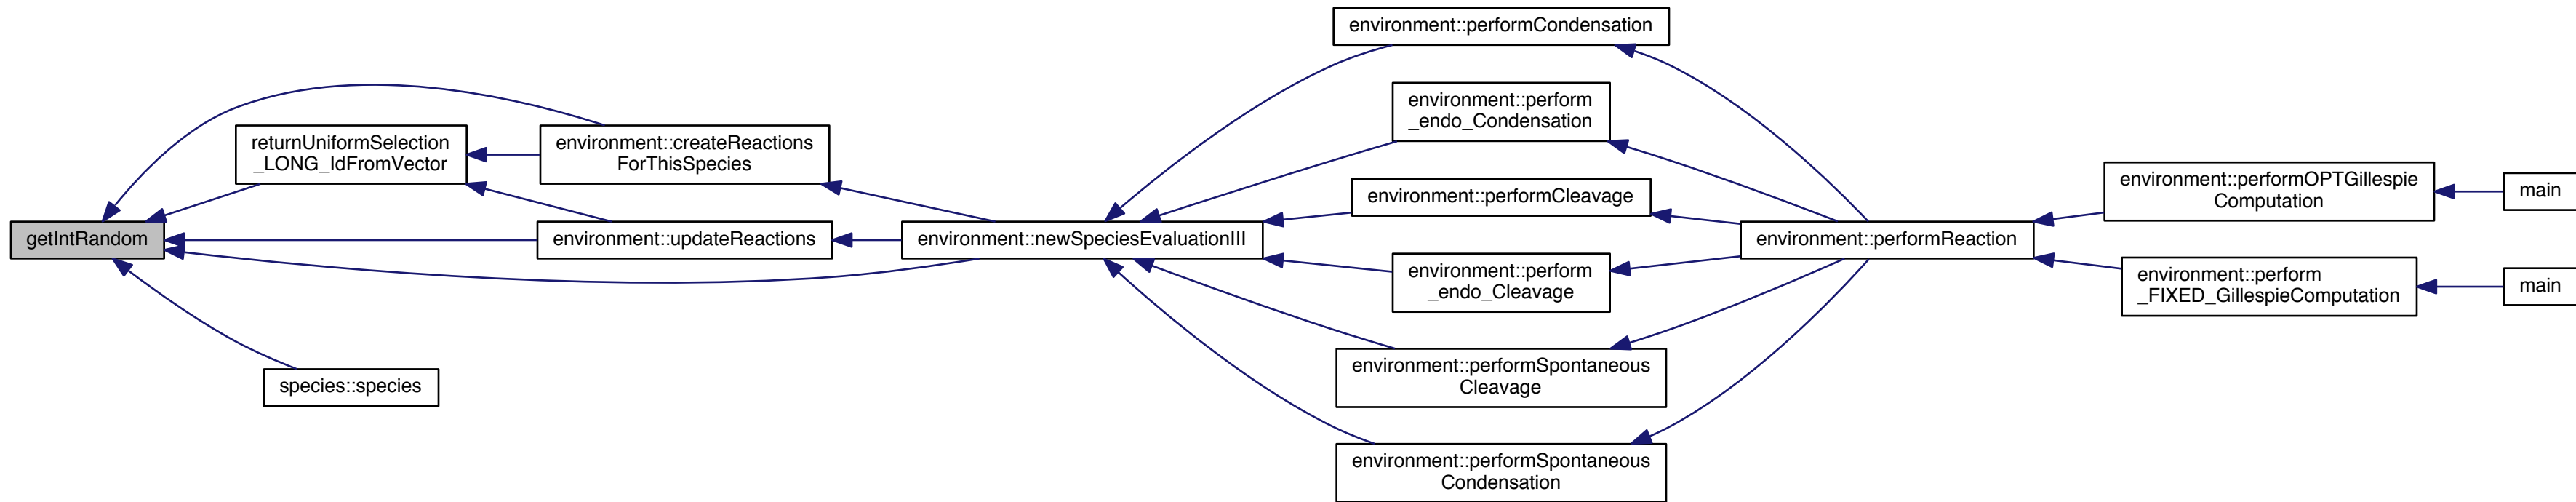 getIntRandom
returnUniformSelection
_LONG_IdFromVector
species::species
environment::createReactions
ForThisSpecies
environment::updateReactions
environment::newSpeciesEvaluationIII
environment::performCondensation
environment::perform
_endo_Condensation
environment::performCleavage
environment::perform
_endo_Cleavage
environment::performSpontaneous
Cleavage
environment::performSpontaneous
Condensation
environment::performReaction
environment::performOPTGillespie
Computation
environment::perform
_FIXED_GillespieComputation
main
main